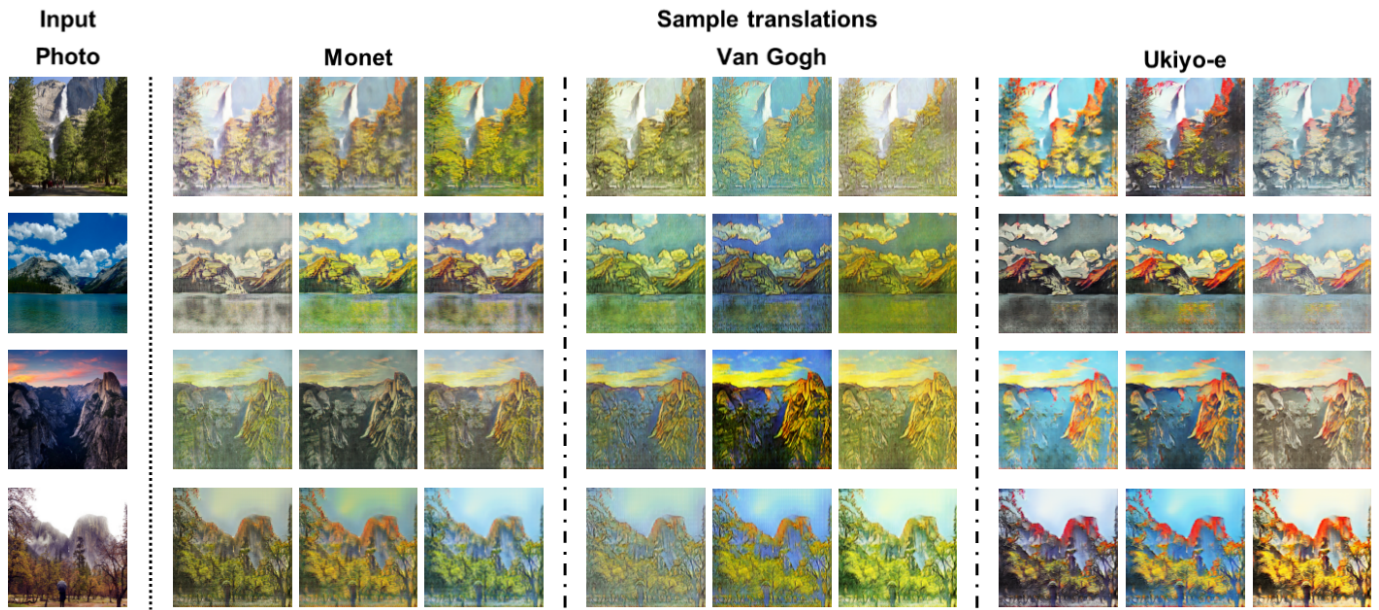 Input
Photo
Sample translations
Monet
Van Gogh
Ukiyo-e